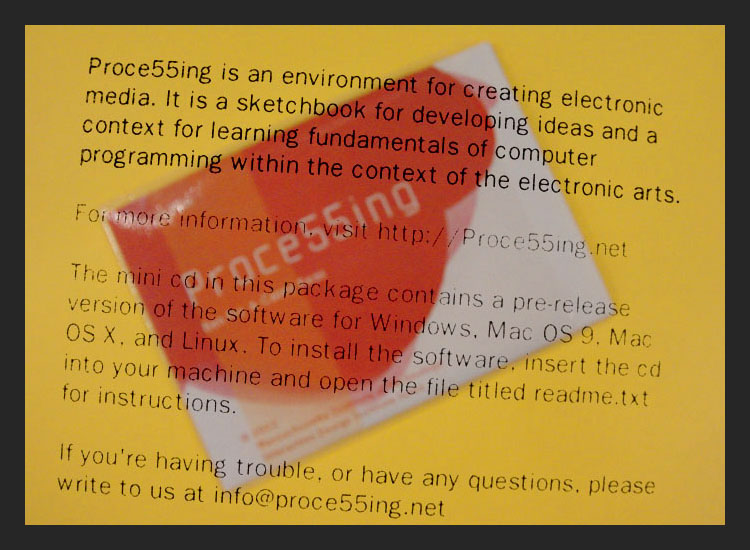 Proce55ing is an environment for creating electronic
media. It is a sketchbook for developing ideas and a
context for learning fundamentals of computer
programming within the context of the electronic arts.
For more information, visit http://Proce55ing.net
The mini cd in this package contains a pre-release
version of the software for Windows, Mac OS 9, Mac
OS X, and Linux. To install the software, insert the cd
into your machine and open the file titled readme.txt
for instructions.
If you're having trouble, or have any questions, please
write to us at info@proce55ing.net
Proce55ing